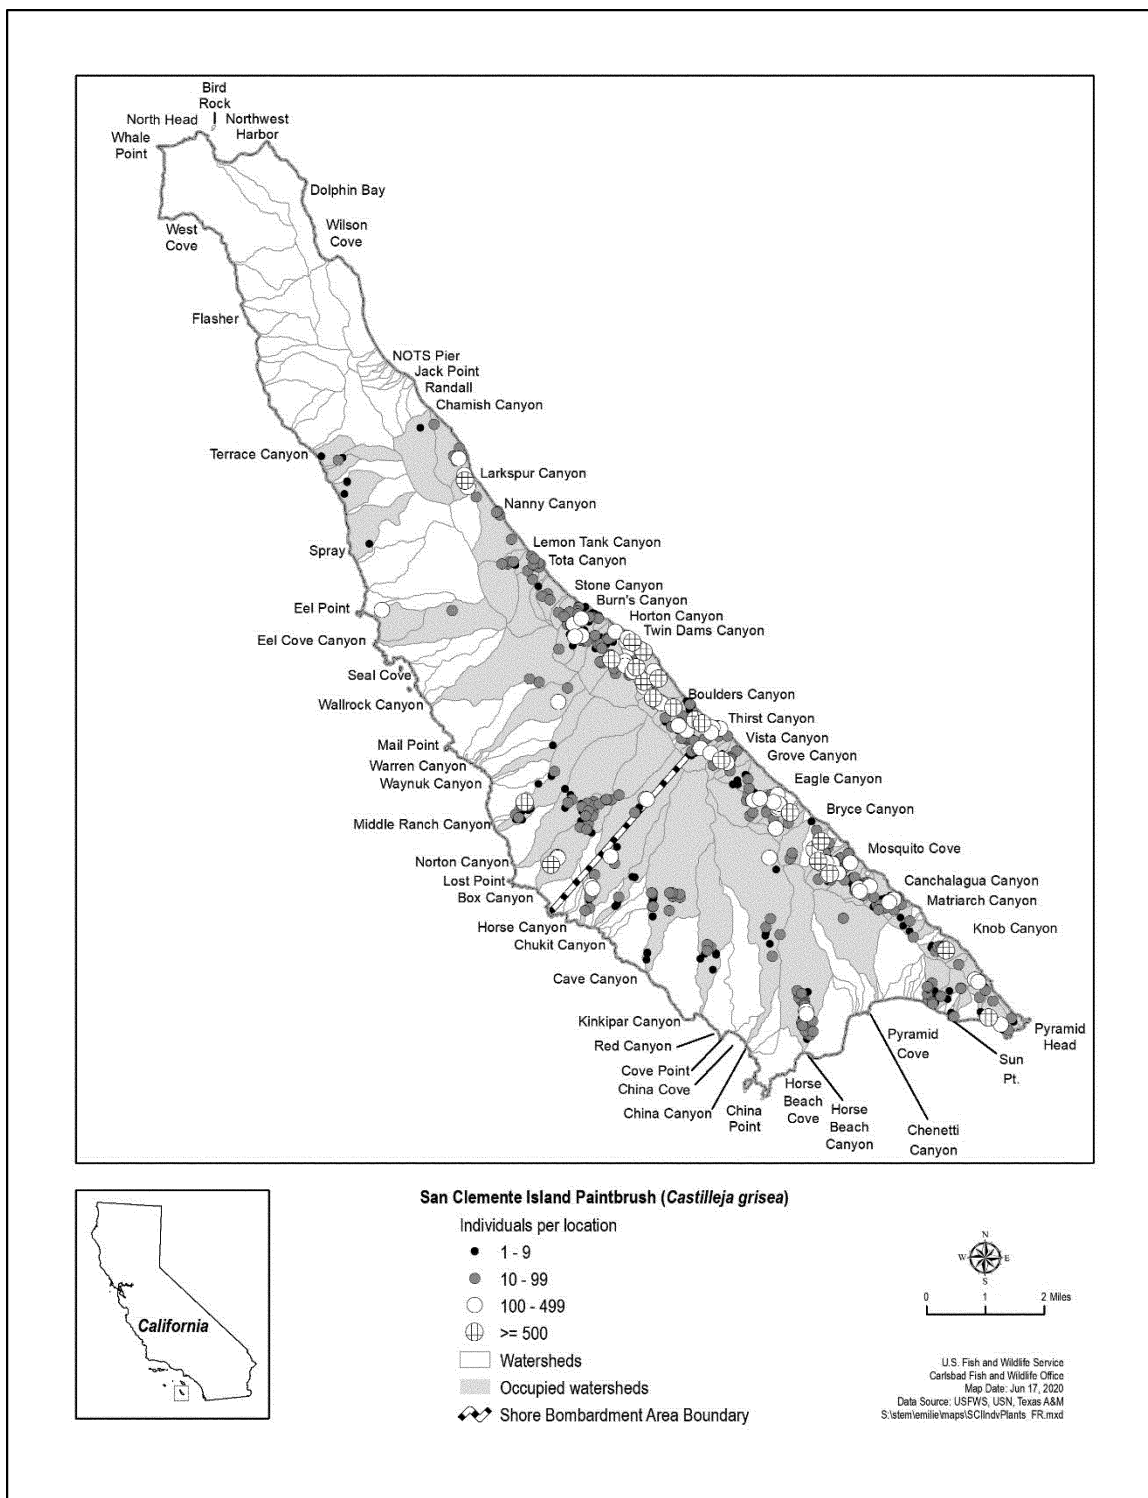 Bird
Rock
North Head
Northwest
Harbor
Whale
Point
Dolphin Bay
West
Cove
Wilson
Cove
Flasher
NOTS Pier
Jack Point
Randall
Chamish Canyon
Terrace Canyon
Larkspur Canyon
Nanny Canyon
Spray
Lemon Tank Canyon
Tota Canyon
Stone Canyon
Burn's Canyon
Eel Point
Horton Canyon
Twin Dams Canyon
Eel Cove Canyon
Seal Cove
Wallrock Canyon
Boulders Canyon
Thirst Canyon
Vista Canyon
Mail Point
Grove Canyon
Warren Canyon
Waynuk Canyon
Eagle Canyon
Bryce Canyon
Middle Ranch Canyon
Mosquito Cove
Norton Canyon
Lost Point
Canchalagua Canyon
Box Canyon
Matriarch Canyon
Horse Canyon
Knob Canyon
Chukit Canyon
Cave Canyon
Kinkipar Canyon
Red Canyon
Cove Point
China Cove
China Canyon
China
Point
Horse
Beach
Cove
Horse
Beach
Canyon
Pyramid
Cove
Chenetti
Canyon
Sun
Pt.
Pyramid
Head
California
San Clemente Island Paintbrush (Castilleja grisea)
Individuals per location
1 - 9
10 - 99
100 - 499
>= 500
Watersheds
Occupied watersheds
Shore Bombardment Area Boundary
N
W E
S
0 1 2 Miles
U.S. Fish and Wildlife Service
Carlsbad Fish and Wildlife Office
Map Date: Jun 17, 2020
Data Source: USFWS, USN, Texas A&M
S:\stem\emilie\maps\SCIIndvPlants FR.mxd